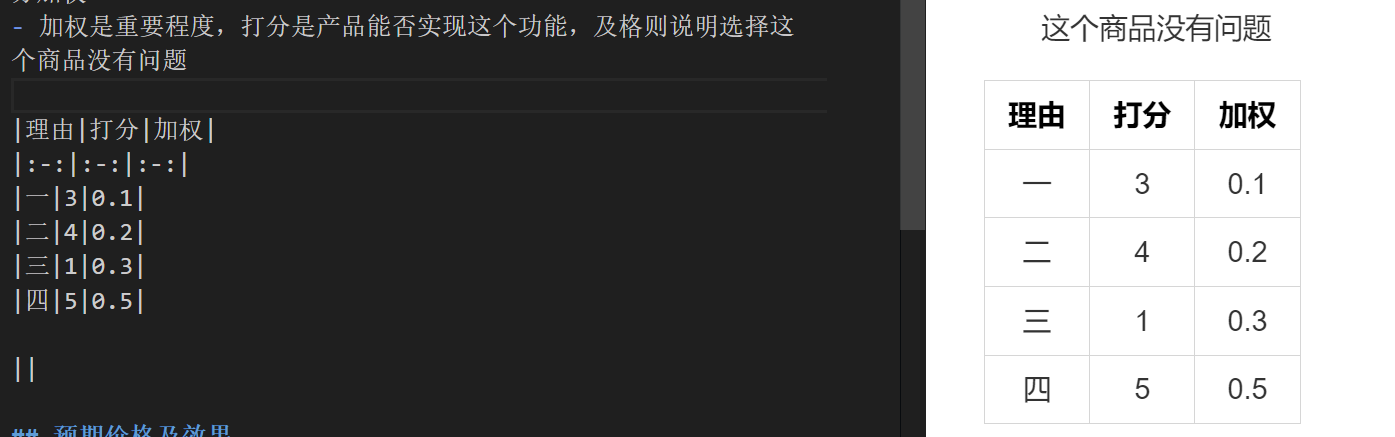 - 加权是重要程度，打分是产品能否实现这个功能，及格则说明选择这
个商品没有问题
|理由|打分|加权|
|:-:|:-:|:-:|
|一|3|0.1|
|二|4|0.2|
|三|1|0.3|
|四|5|0.5|
||
## 预期价格及效果
这个商品没有问题
理由 打分 加权
一 3 0.1
二 4 0.2
三 1 0.3
四 5 0.5